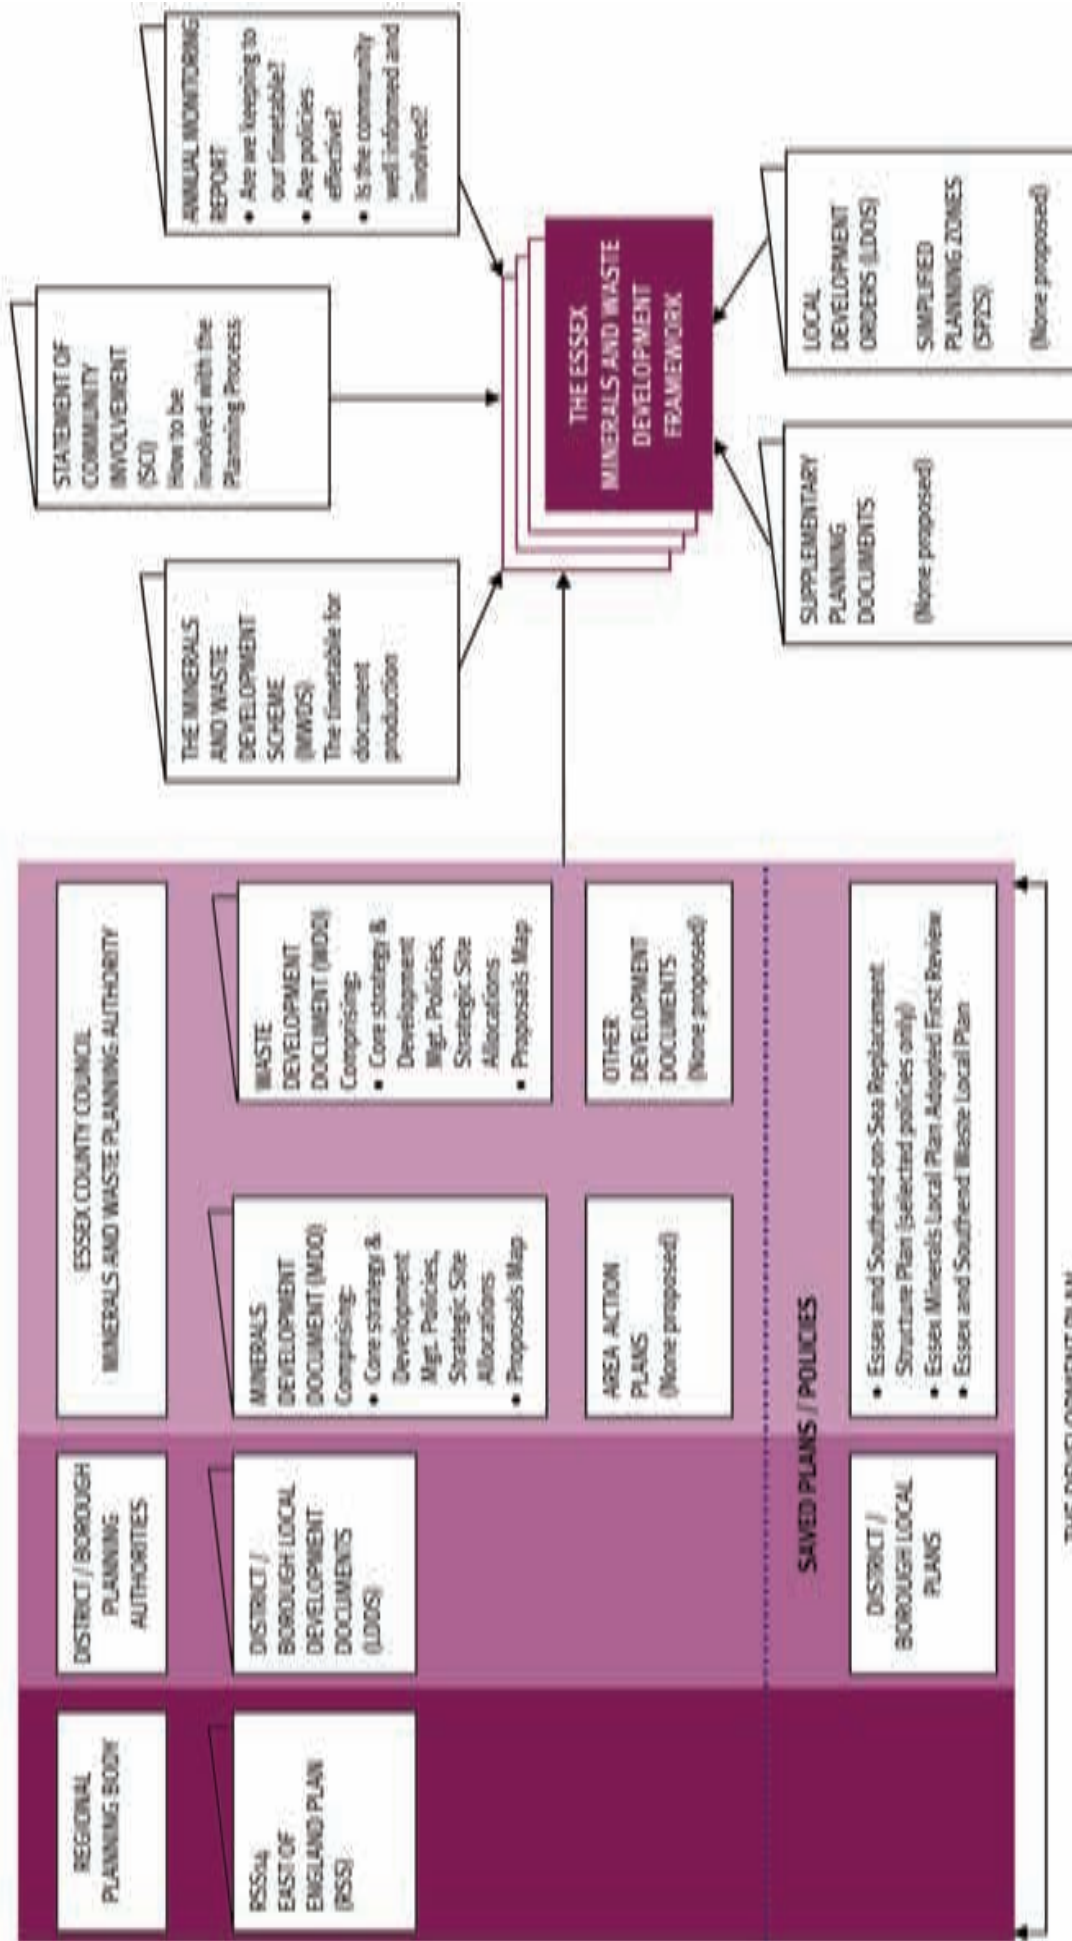 REGIONAL
PLANNING BODY
DISTRICT / BOROUGH
PLANNING
AUTHORITIES
ESSEX COUNTY COUNCIL
MINERALS AND WASTE PLANNING AUTHORITY
RSS14
EAST OF
ENGLAND PLAN
(RSS)
DISTRICT /
BOROUGH LOCAL
DEVELOPMENT
DOCUMENTS
(LDDS)
MINERALS
DEVELOPMENT
DOCUMENT (MDD)
Comprising:
• Core strategy &
Development
Mgt. Policies,
Strategic Site
Allocations
• Proposals Map
WASTE
DEVELOPMENT
DOCUMENT (WDD)
Comprising:
• Core strategy &
Development
Mgt. Policies,
Strategic Site
Allocations
• Proposals Map
AREA ACTION
PLANS
(None proposed)
OTHER
DEVELOPMENT
DOCUMENTS
(None proposed)
SAVED PLANS / POLICIES
DISTRICT /
BOROUGH LOCAL
PLANS
• Essex and Southend-on-Sea Replacement
Structure Plan (selected policies only)
• Essex Minerals Local Plan Adopted First Review
• Essex and Southend Waste Local Plan
THE DEVELOPMENT PLAN
THE MINERALS
AND WASTE
DEVELOPMENT
SCHEME
(MWDS)
The timetable for
document
production
STATEMENT OF
COMMUNITY
INVOLVEMENT
(SCI)
How to be
involved with the
Planning Process
ANNUAL MONITORING
REPORT
• Are we keeping to
our timetable?
• Are policies
effective?
• Is the community
well informed and
involved?
THE ESSEX
MINERALS AND WASTE
DEVELOPMENT
FRAMEWORK
SUPPLEMENTARY
PLANNING
DOCUMENTS
(None proposed)
LOCAL
DEVELOPMENT
ORDERS (LDOS)
SIMPLIFIED
PLANNING ZONES
(SPZS)
(None proposed)